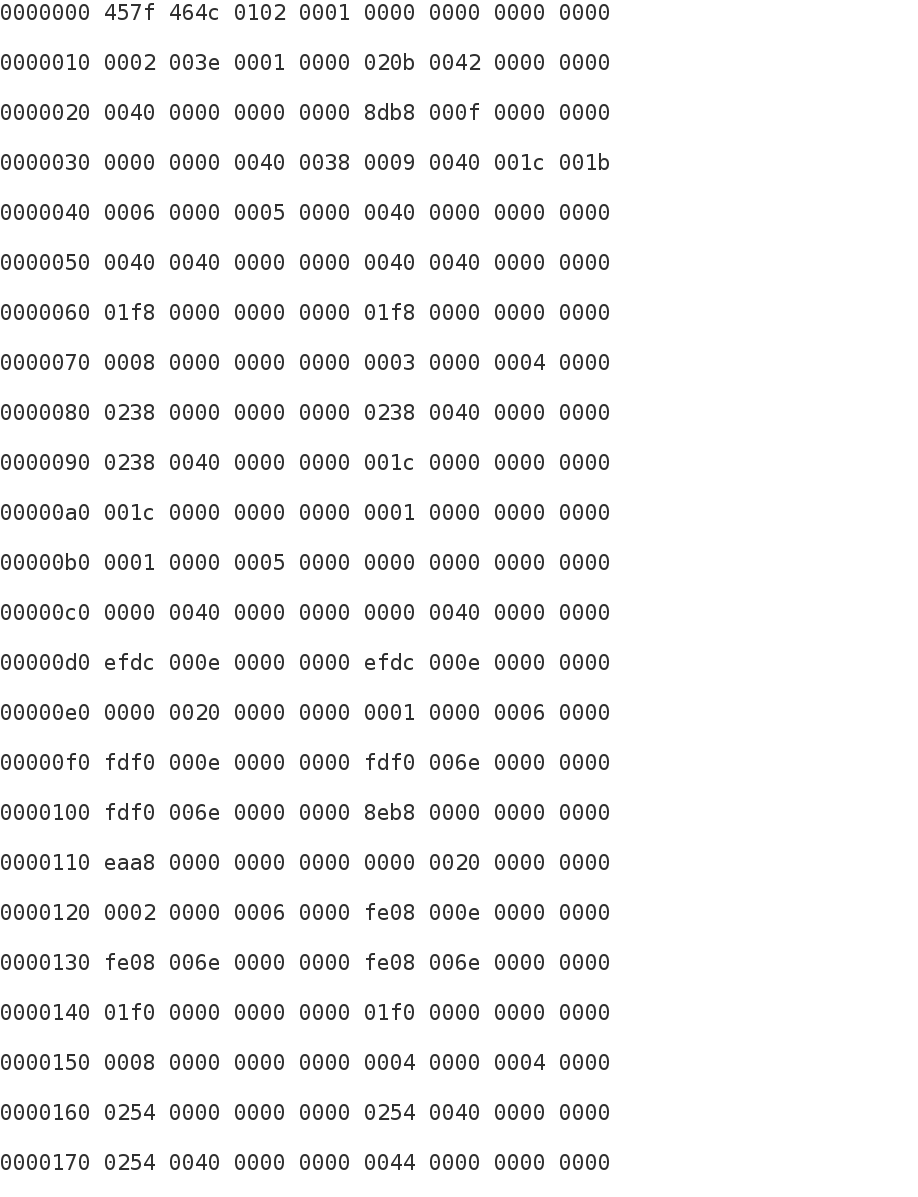 0000000 457f 464c 0102 0001 0000 0000 0000 0000
0000010 0002 003e 0001 0000 020b 0042 0000 0000
0000020 0040 0000 0000 0000 8db8 000f 0000 0000
0000030 0000 0000 0040 0038 0009 0040 001c 001b
0000040 0006 0000 0005 0000 0040 0000 0000 0000
0000050 0040 0040 0000 0000 0040 0040 0000 0000
0000060 01f8 0000 0000 0000 01f8 0000 0000 0000
0000070 0008 0000 0000 0000 0003 0000 0004 0000
0000080 0238 0000 0000 0000 0238 0040 0000 0000
0000090 0238 0040 0000 0000 001c 0000 0000 0000
00000a0 001c 0000 0000 0000 0001 0000 0000 0000
00000b0 0001 0000 0005 0000 0000 0000 0000 0000
00000c0 0000 0040 0000 0000 0000 0040 0000 0000
00000d0 efdc 000e 0000 0000 efdc 000e 0000 0000
00000e0 0000 0020 0000 0000 0001 0000 0006 0000
00000f0 fdf0 000e 0000 0000 fdf0 006e 0000 0000
0000100 fdf0 006e 0000 0000 8eb8 0000 0000 0000
0000110 eaa8 0000 0000 0000 0000 0020 0000 0000
0000120 0002 0000 0006 0000 fe08 000e 0000 0000
0000130 fe08 006e 0000 0000 fe08 006e 0000 0000
0000140 01f0 0000 0000 0000 01f0 0000 0000 0000
0000150 0008 0000 0000 0000 0004 0000 0004 0000
0000160 0254 0000 0000 0000 0254 0040 0000 0000
0000170 0254 0040 0000 0000 0044 0000 0000 0000